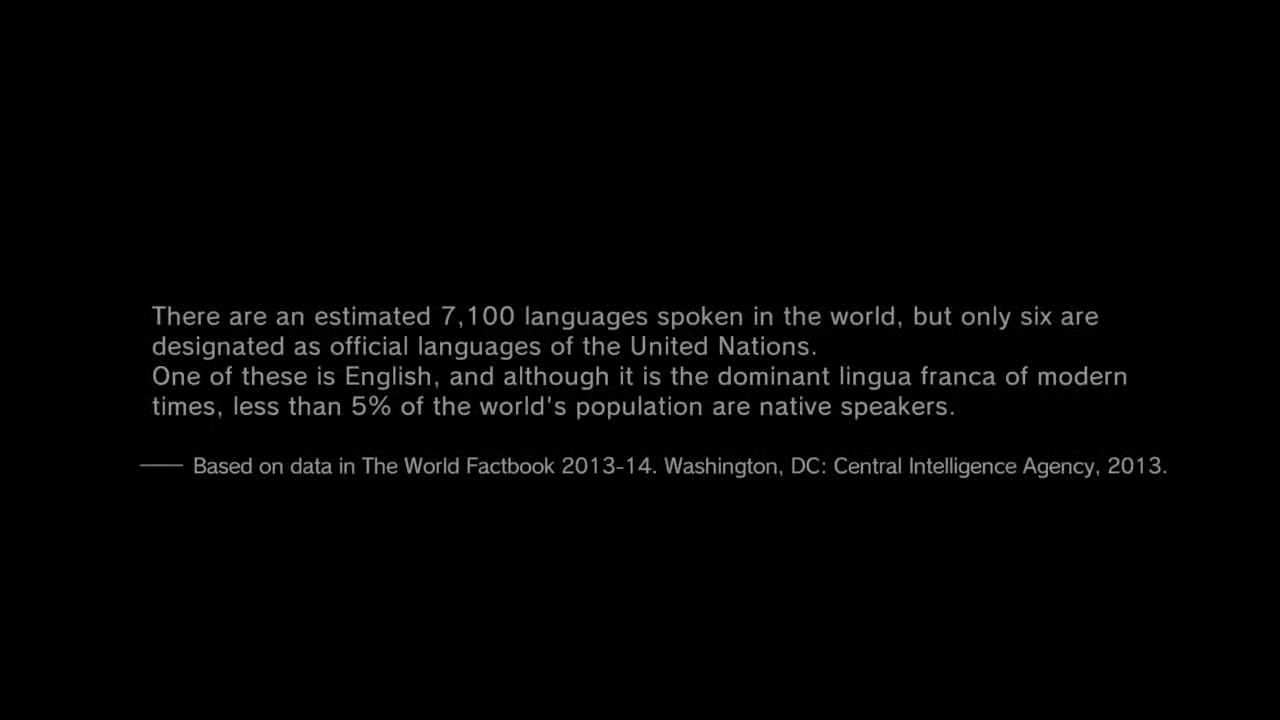 There are an estimated 7,100 languages spoken in the world, but only six are
designated as official languages of the United Nations.
One of these is English, and although it is the dominant lingua franca of modern
times, less than 5% of the world's population are native speakers.
—— Based on data in The World Factbook 2013-14. Washington, DC: Central Intelligence Agency, 2013.